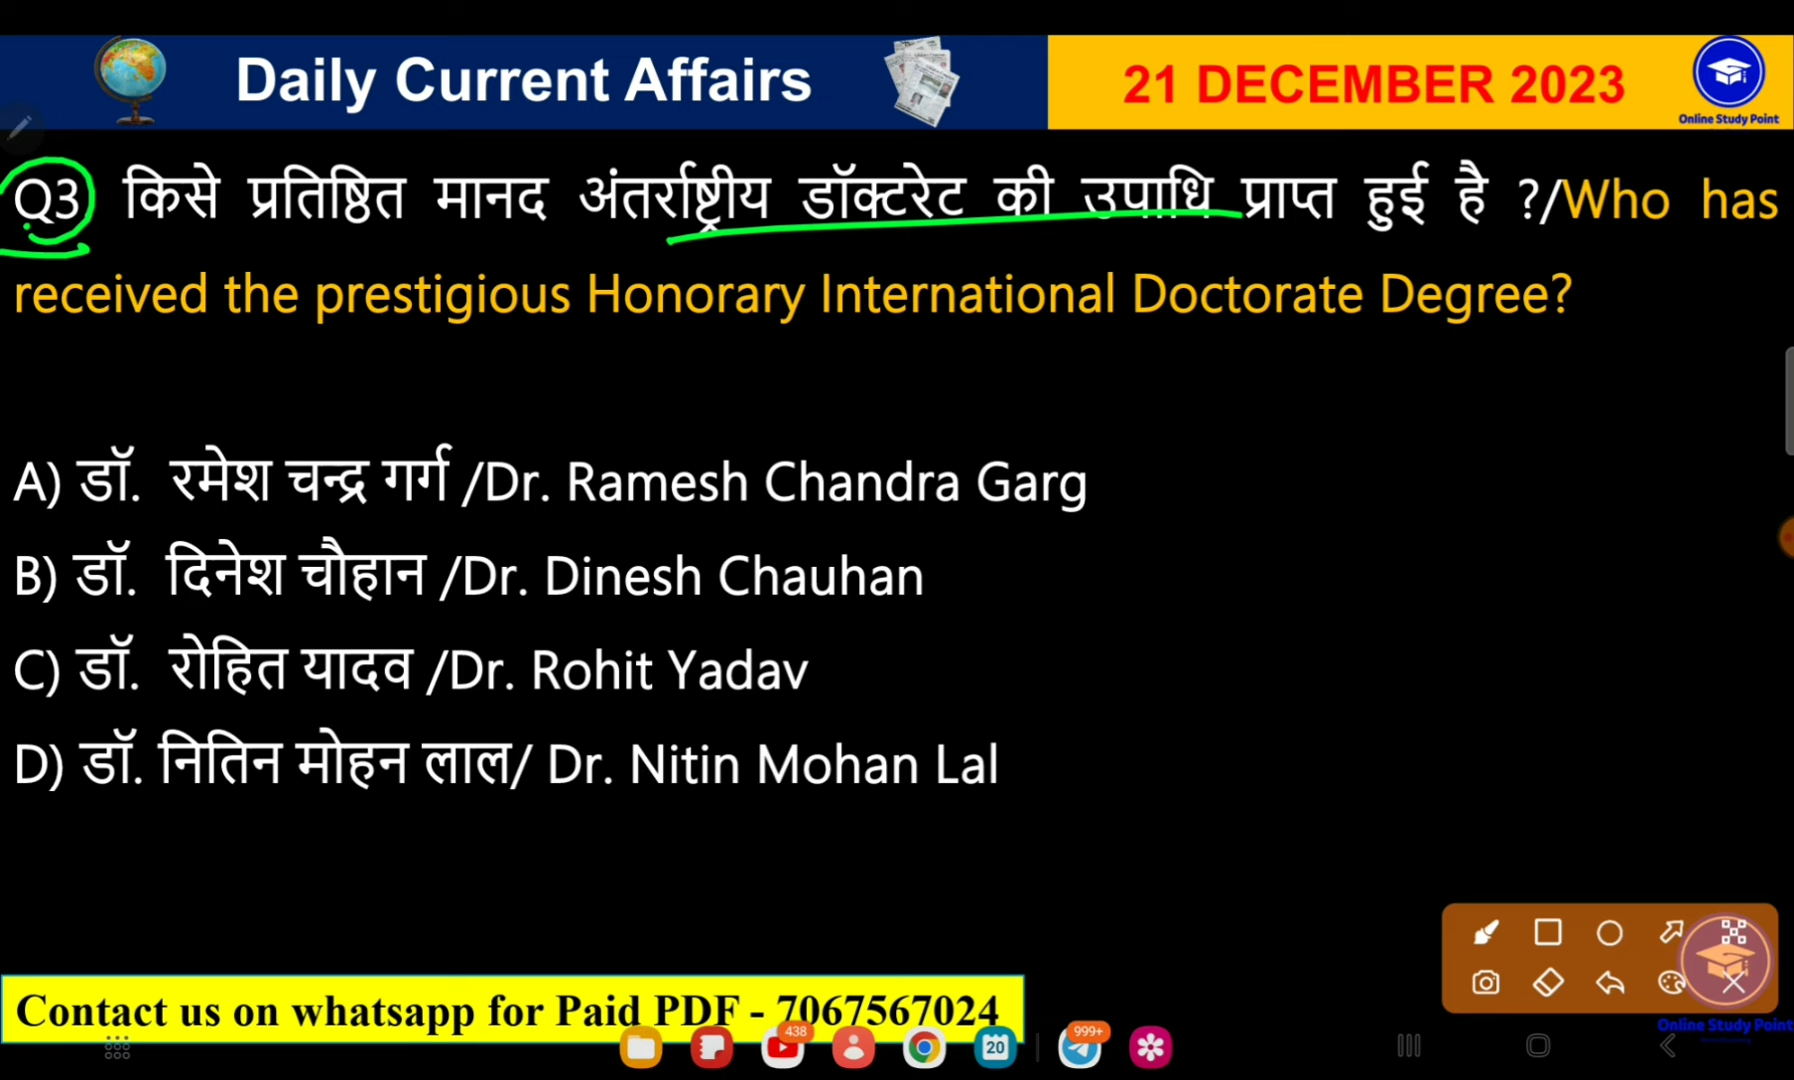 Daily Current Affairs
21 DECEMBER 2023
Online Study Point
Q3 किसे प्रतिष्ठित मानद अंतर्राष्ट्रीय डॉक्टरेट की उपाधि प्राप्त हुई है ?/Who has
received the prestigious Honorary International Doctorate Degree?
A) डॉ. रमेश चन्द्र गर्ग /Dr. Ramesh Chandra Garg
B) डॉ. दिनेश चौहान /Dr. Dinesh Chauhan
C) डॉ. रोहित यादव /Dr. Rohit Yadav
D) डॉ. नितिन मोहन लाल/ Dr. Nitin Mohan Lal
Contact us on whatsapp for Paid PDF - 7067567024
Online Study Point
438
20
999+